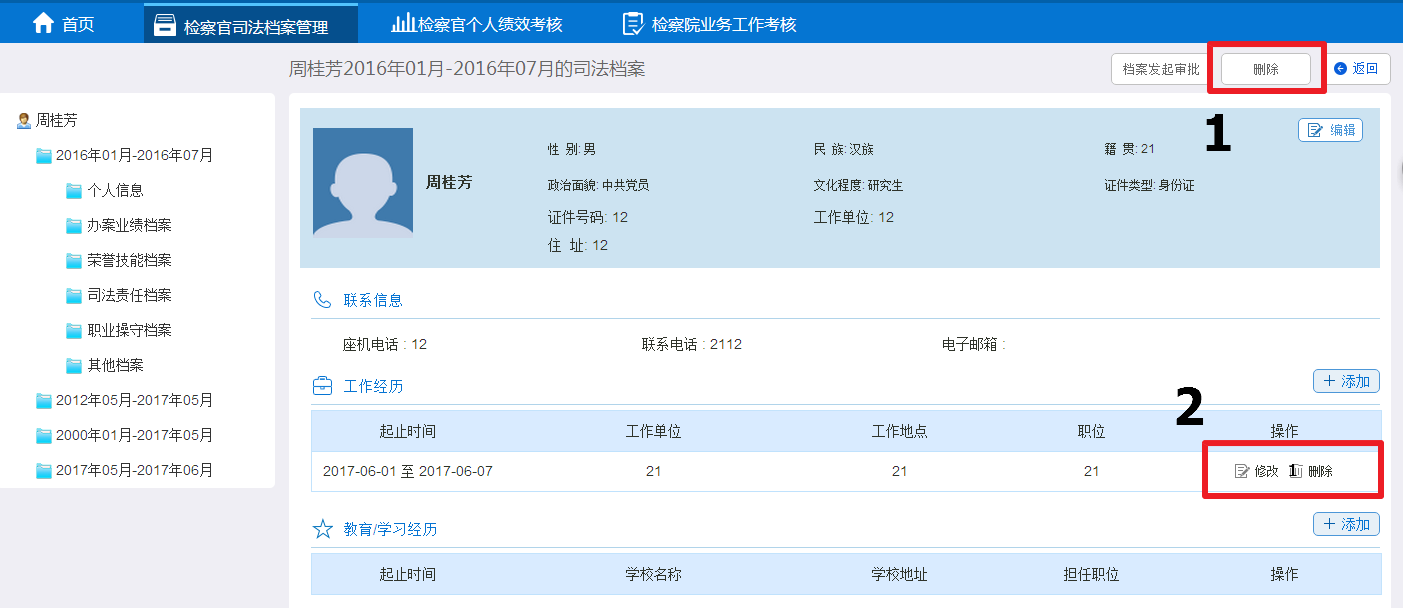 首页 检察官司法档案管理 检察官个人绩效考核 检察院业务工作考核
周桂芳2016年01月-2016年07月的司法档案 档案发起审批 删除 返回
1
周桂芳
2016年01月-2016年07月
个人信息
办案业绩档案
荣誉技能档案
司法责任档案
职业操守档案
其他档案
2012年05月-2017年05月
2000年01月-2017年05月
2017年05月-2017年06月
编辑
周桂芳
性 别: 男 民 族: 汉族 籍 贯: 21
政治面貌: 中共党员 文化程度: 研究生 证件类型: 身份证
证件号码: 12 工作单位: 12
住 址: 12
联系信息
座机电话 : 12 联系电话 : 2112 电子邮箱 :
工作经历 + 添加
2
起止时间 工作单位 工作地点 职位 操作
2017-06-01 至 2017-06-07 21 21 21 修改 1 删除
教育/学习经历 + 添加
起止时间 学校名称 学校地址 担任职位 操作